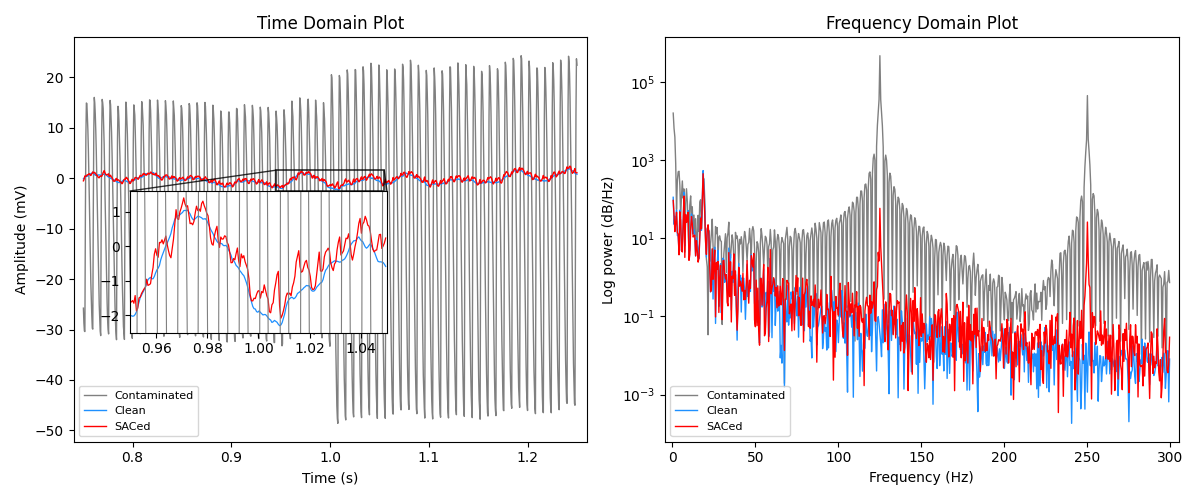 Time Domain Plot
Amplitude (mV)
20
10
0
−10
−20
−30
−40
−50
1
0
−1
−2
0.96 0.98 1.00 1.02 1.04
Contaminated
Clean
SACed
0.8 0.9 1.0 1.1 1.2
Time (s)
Frequency Domain Plot
Log power (dB/Hz)
10^5
10^3
10^1
10^−1
10^−3
Contaminated
Clean
SACed
0 50 100 150 200 250 300
Frequency (Hz)